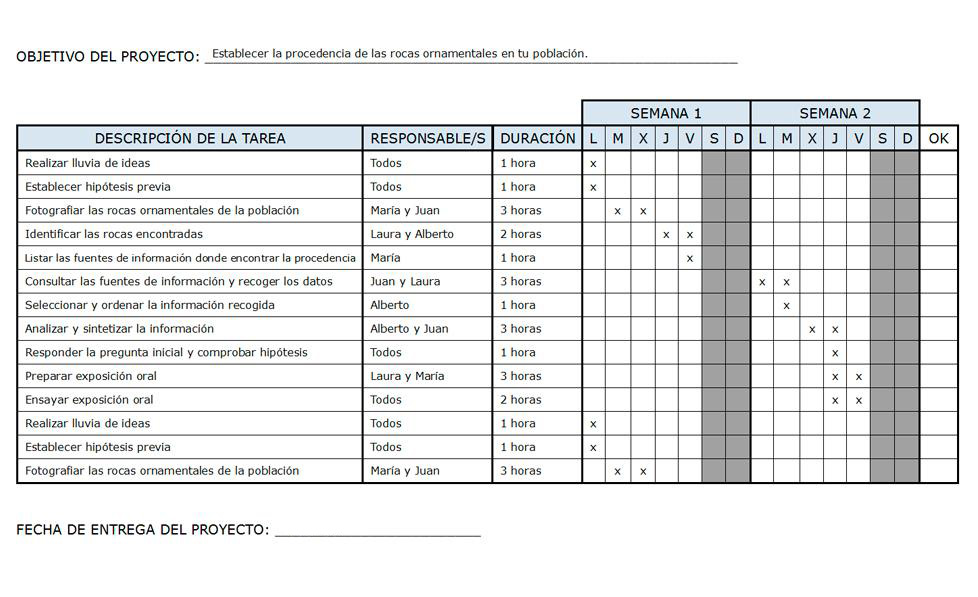 OBJETIVO DEL PROYECTO: Establecer la procedencia de las rocas ornamentales en tu población.
SEMANA 1 SEMANA 2
DESCRIPCIÓN DE LA TAREA RESPONSABLE/S DURACIÓN L M X J V S D L M X J V S D OK
Realizar lluvia de ideas Todos 1 hora x
Establecer hipótesis previa Todos 1 hora x
Fotografiar las rocas ornamentales de la población María y Juan 3 horas x x
Identificar las rocas encontradas Laura y Alberto 2 horas x x
Listar las fuentes de información donde encontrar la procedencia María 1 hora x
Consultar las fuentes de información y recoger los datos Juan y Laura 3 horas x x
Seleccionar y ordenar la información recogida Alberto 1 hora x
Analizar y sintetizar la información Alberto y Juan 3 horas x x
Responder la pregunta inicial y comprobar hipótesis Todos 1 hora x
Preparar exposición oral Laura y María 3 horas x x
Ensayar exposición oral Todos 2 horas x x
Realizar lluvia de ideas Todos 1 hora x
Establecer hipótesis previa Todos 1 hora x
Fotografiar las rocas ornamentales de la población María y Juan 3 horas x x
FECHA DE ENTREGA DEL PROYECTO: